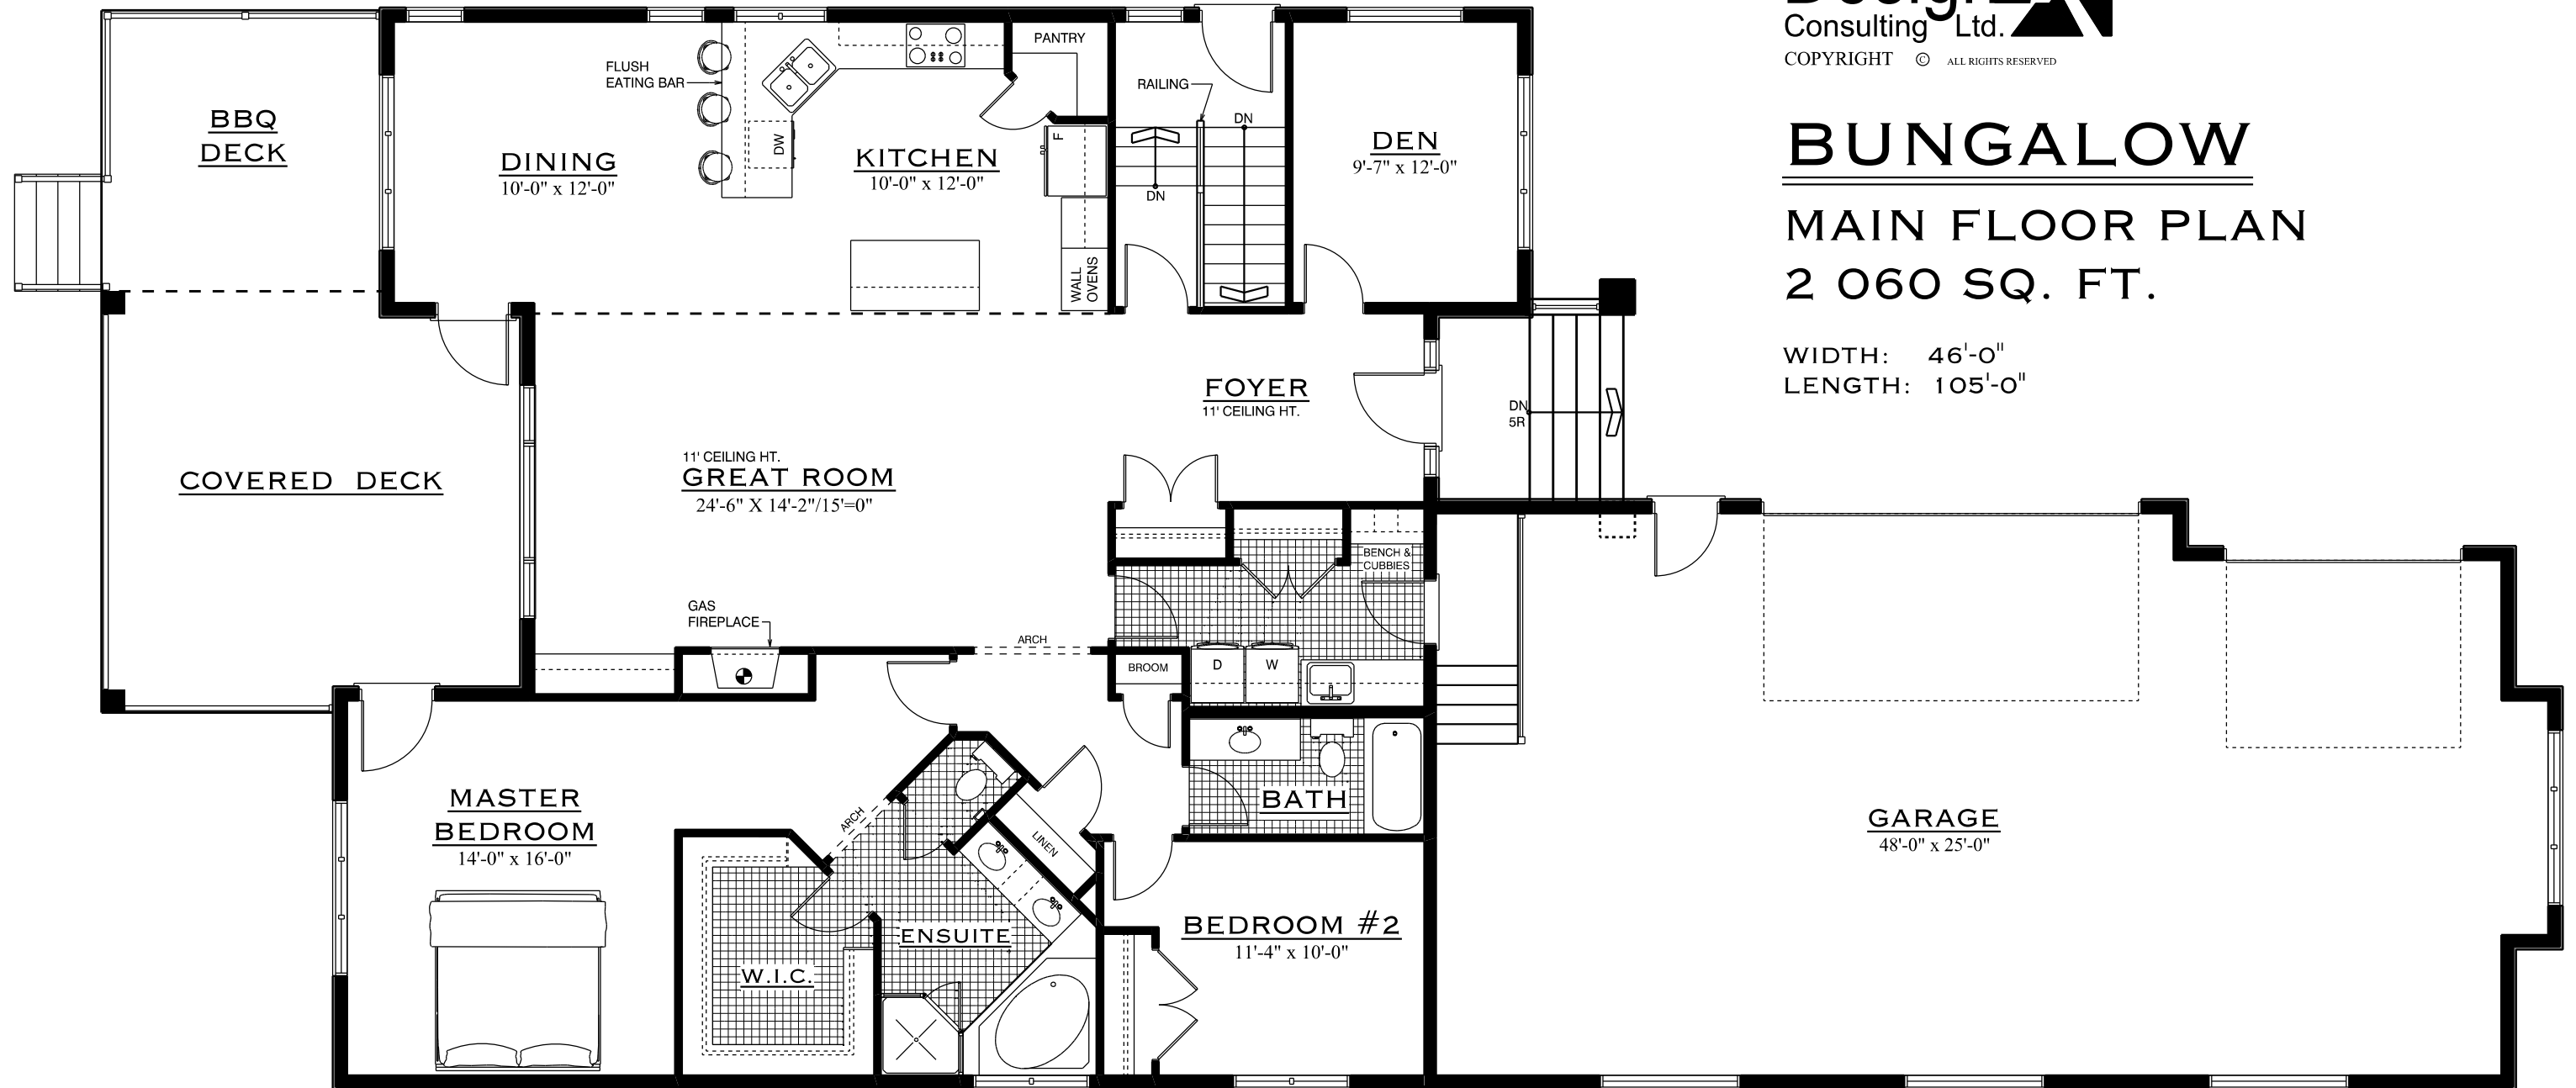 Consulting Ltd.
COPYRIGHT © ALL RIGHTS RESERVED
BUNGALOW
MAIN FLOOR PLAN
2 060 SQ. FT.
WIDTH: 46'-0"
LENGTH: 105'-0"
BBQ
DECK
COVERED DECK
DINING
10'-0" x 12'-0"
FLUSH
EATING BAR
DW
KITCHEN
10'-0" x 12'-0"
PANTRY
F
WALL
OVENS
RAILING
DN
DN
DEN
9'-7" x 12'-0"
FOYER
11' CEILING HT.
DN
5R
11' CEILING HT.
GREAT ROOM
24'-6" X 14'-2"/15'=0"
GAS
FIREPLACE
ARCH
BENCH &
CUBBIES
BROOM
D
W
BATH
MASTER
BEDROOM
14'-0" x 16'-0"
ARCH
LINEN
W.I.C.
ENSUITE
BEDROOM #2
11'-4" x 10'-0"
GARAGE
48'-0" x 25'-0"